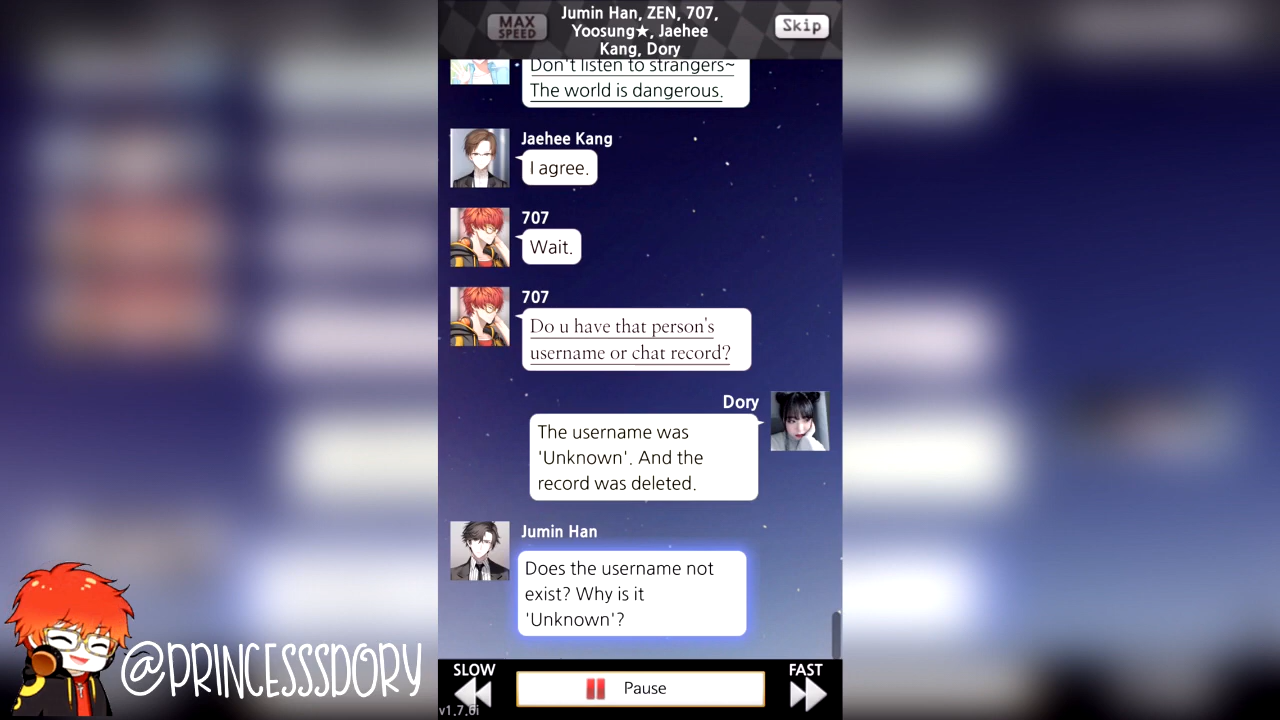 MAX
SPEED
Jumin Han, ZEN, 707,
Yoosung★, Jaehee
Kang, Dory
Skip
Don't listen to strangers~
The world is dangerous.
Jaehee Kang
I agree.
707
Wait.
707
Do u have that person's
username or chat record?
Dory
The username was
'Unknown'. And the
record was deleted.
Jumin Han
Does the username not
exist? Why is it
'Unknown'?
SLOW
Pause
FAST
v1.7.6i
@PRINCESSSDORY